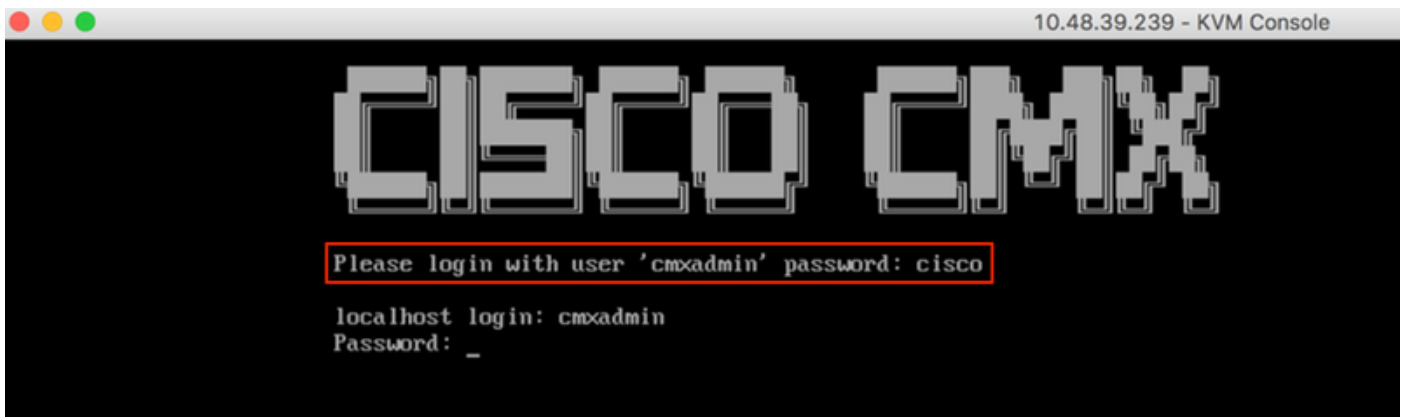 10.48.39.239 - KVM Console
CISCO CMX
Please login with user 'cmxadmin' password: cisco
localhost login: cmxadmin
Password: _